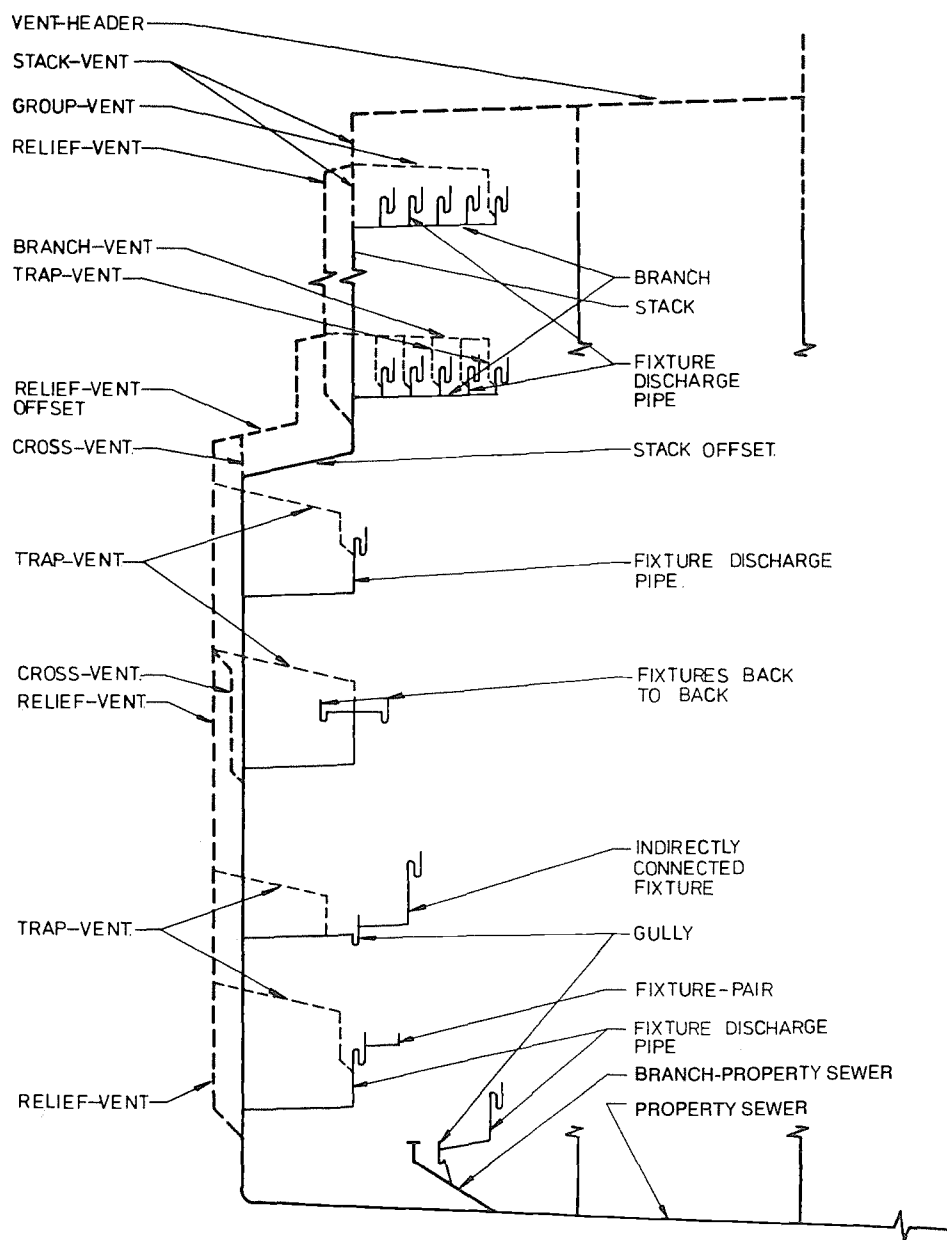 VENT-HEADER
STACK-VENT
GROUP-VENT
RELIEF-VENT
BRANCH-VENT
TRAP-VENT
RELIEF-VENT
OFFSET
CROSS-VENT.
TRAP-VENT
CROSS-VENT
RELIEF-VENT
TRAP-VENT.
RELIEF-VENT
BRANCH
STACK
FIXTURE
DISCHARGE
PIPE
STACK OFFSET.
FIXTURE DISCHARGE
PIPE.
FIXTURES BACK
TO BACK
INDIRECTLY
CONNECTED
FIXTURE
GULLY
FIXTURE-PAIR
FIXTURE DISCHARGE
PIPE
BRANCH-PROPERTY SEWER
PROPERTY SEWER